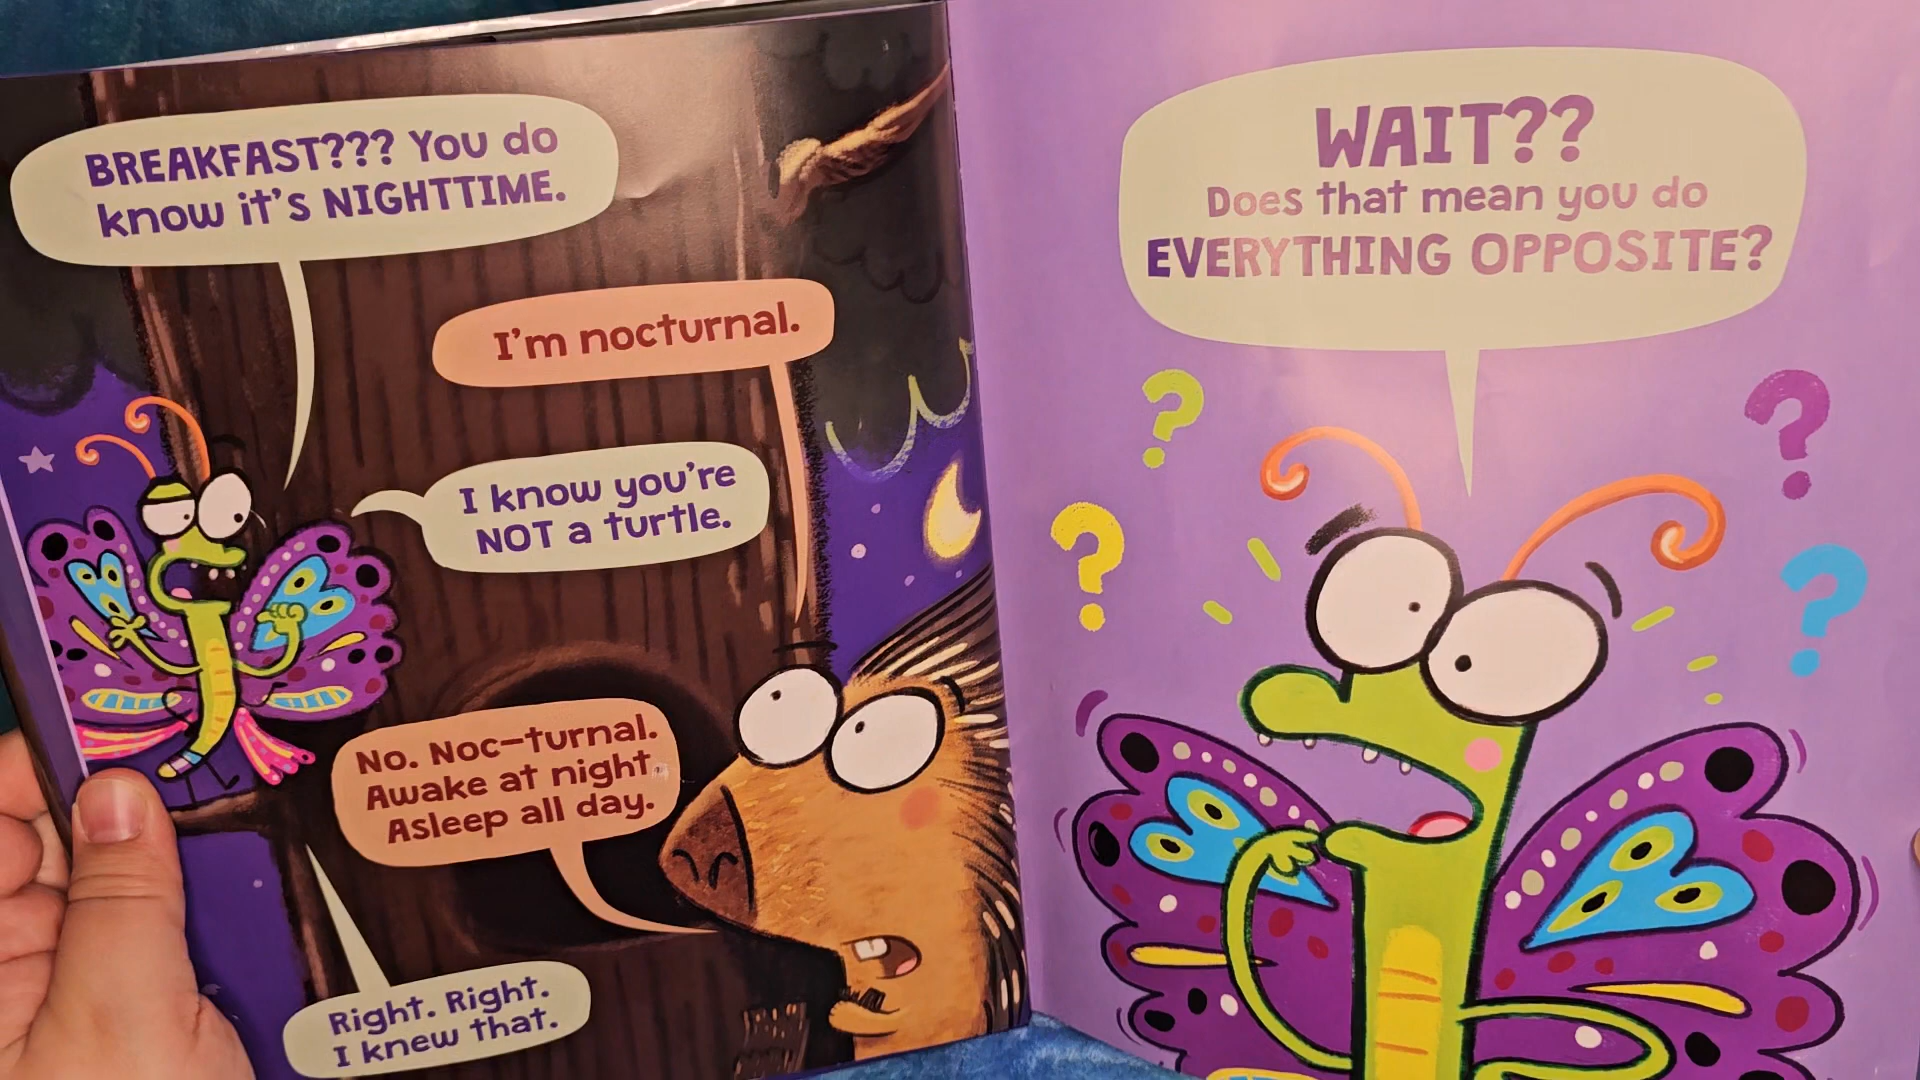 BREAKFAST??? You do
know it's NIGHTTIME.
I'm nocturnal.
I know you're
NOT a turtle.
No. Noc-turnal.
Awake at night.
Asleep all day.
Right. Right.
I knew that.
WAIT??
Does that mean you do
EVERYTHING OPPOSITE?